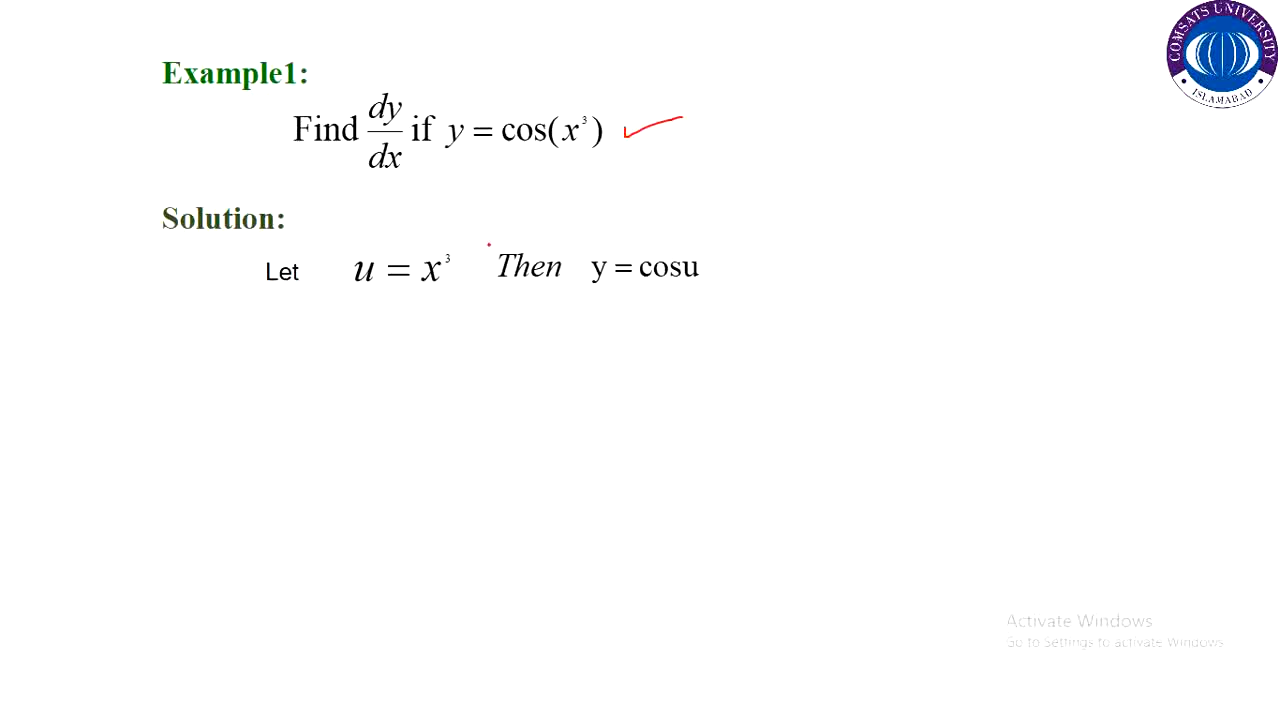 COMSATS UNIVERSITY
ISLAMABAD
Example1:
Find dy/dx if y = cos(x³)
Solution:
Let u = x³ Then y = cosu
Activate Windows
Go to Settings to activate Windows